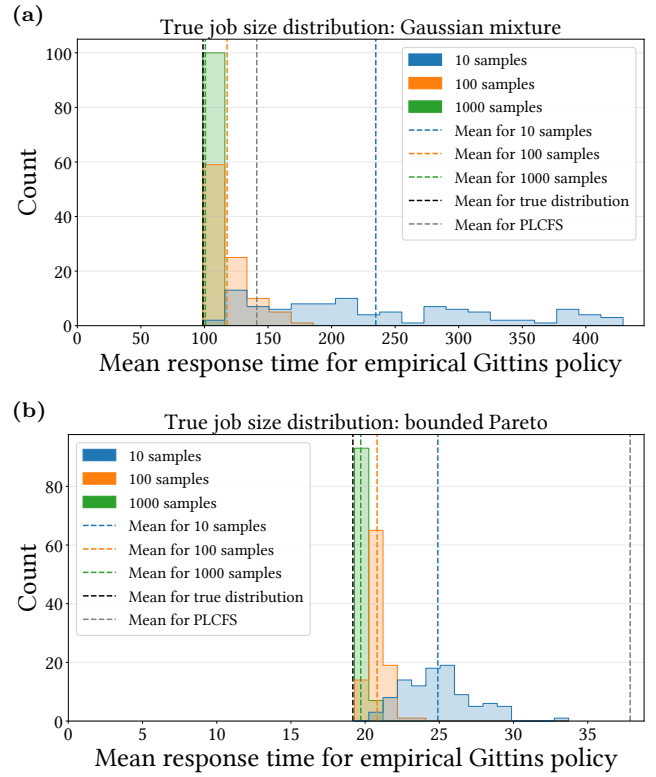 (a)
True job size distribution: Gaussian mixture
100
80
60
40
20
0
Count
10 samples
100 samples
1000 samples
Mean for 10 samples
Mean for 100 samples
Mean for 1000 samples
Mean for true distribution
Mean for PLCFS
0 50 100 150 200 250 300 350 400
Mean response time for empirical Gittins policy
(b)
True job size distribution: bounded Pareto
80
60
40
20
0
Count
10 samples
100 samples
1000 samples
Mean for 10 samples
Mean for 100 samples
Mean for 1000 samples
Mean for true distribution
Mean for PLCFS
0 5 10 15 20 25 30 35
Mean response time for empirical Gittins policy